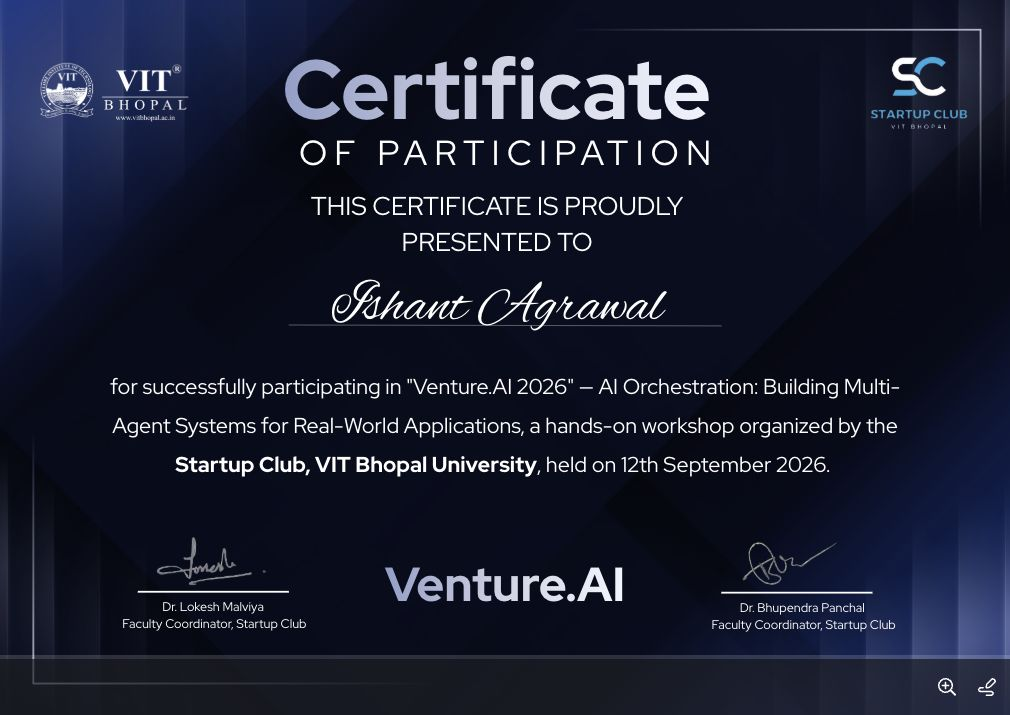 VIT®
BHOPAL
www.vitbhopal.ac.in
SC
STARTUP CLUB
VIT BHOPAL
Certificate
OF PARTICIPATION
THIS CERTIFICATE IS PROUDLY
PRESENTED TO
Ishant Agrawal
for successfully participating in "Venture.AI 2026" — AI Orchestration: Building Multi-
Agent Systems for Real-World Applications, a hands-on workshop organized by the
Startup Club, VIT Bhopal University, held on 12th September 2026.
Dr. Lokesh Malviya
Faculty Coordinator, Startup Club
Venture.AI
Dr. Bhupendra Panchal
Faculty Coordinator, Startup Club